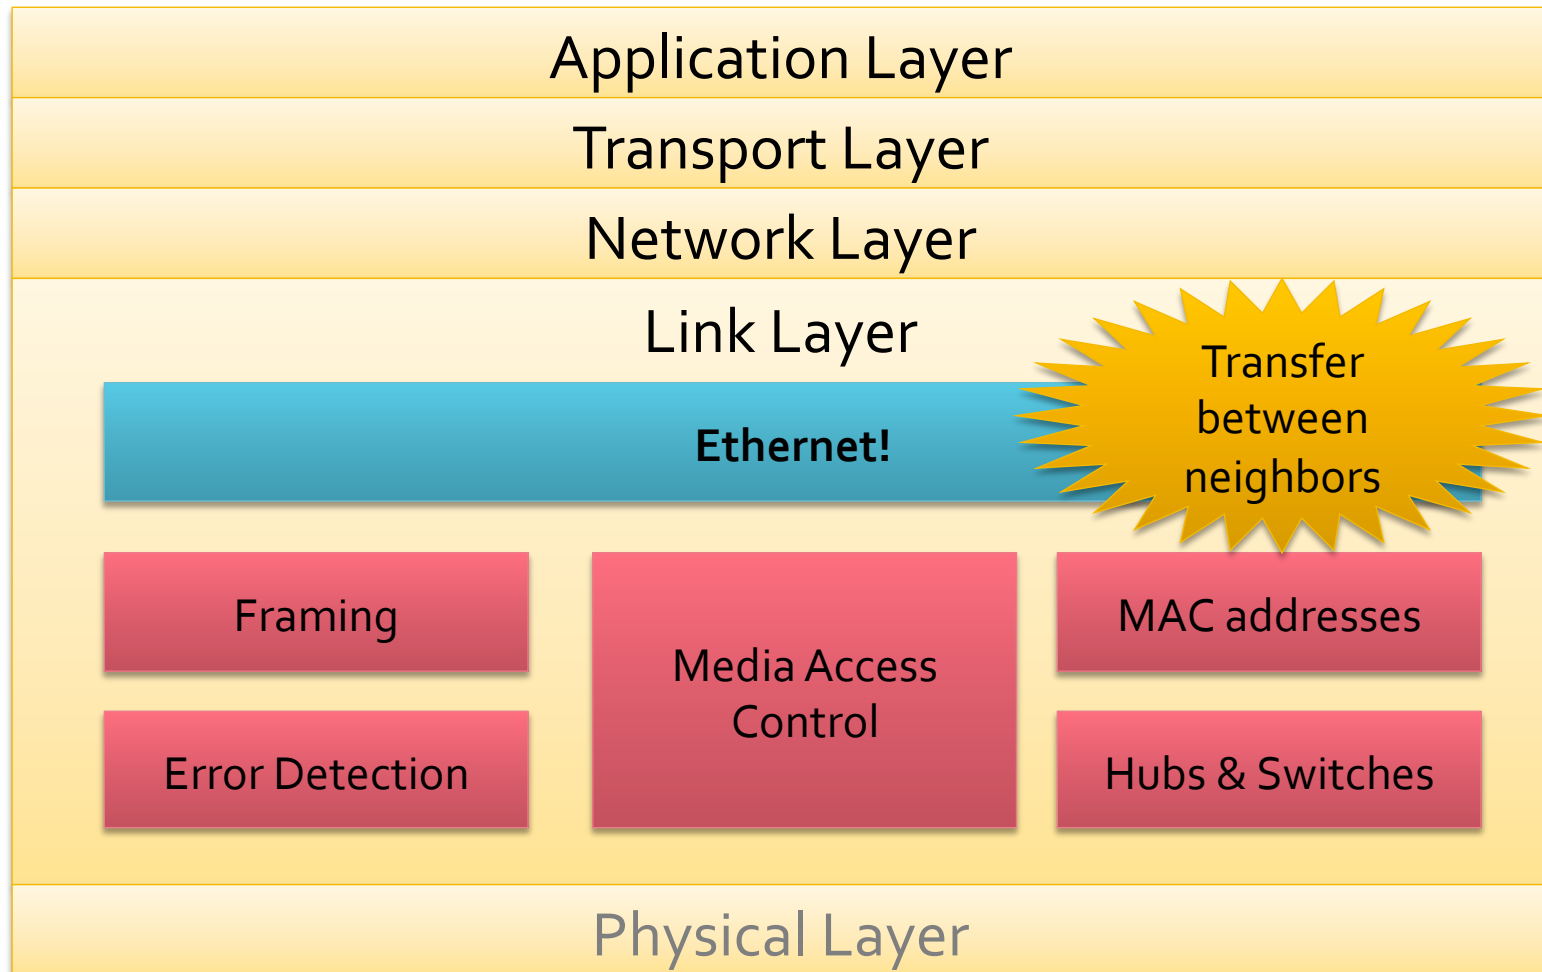 Application Layer
Transport Layer
Network Layer
Link Layer
Ethernet!
Transfer
between
neighbors
Framing
Media Access
Control
MAC addresses
Error Detection
Hubs & Switches
Physical Layer